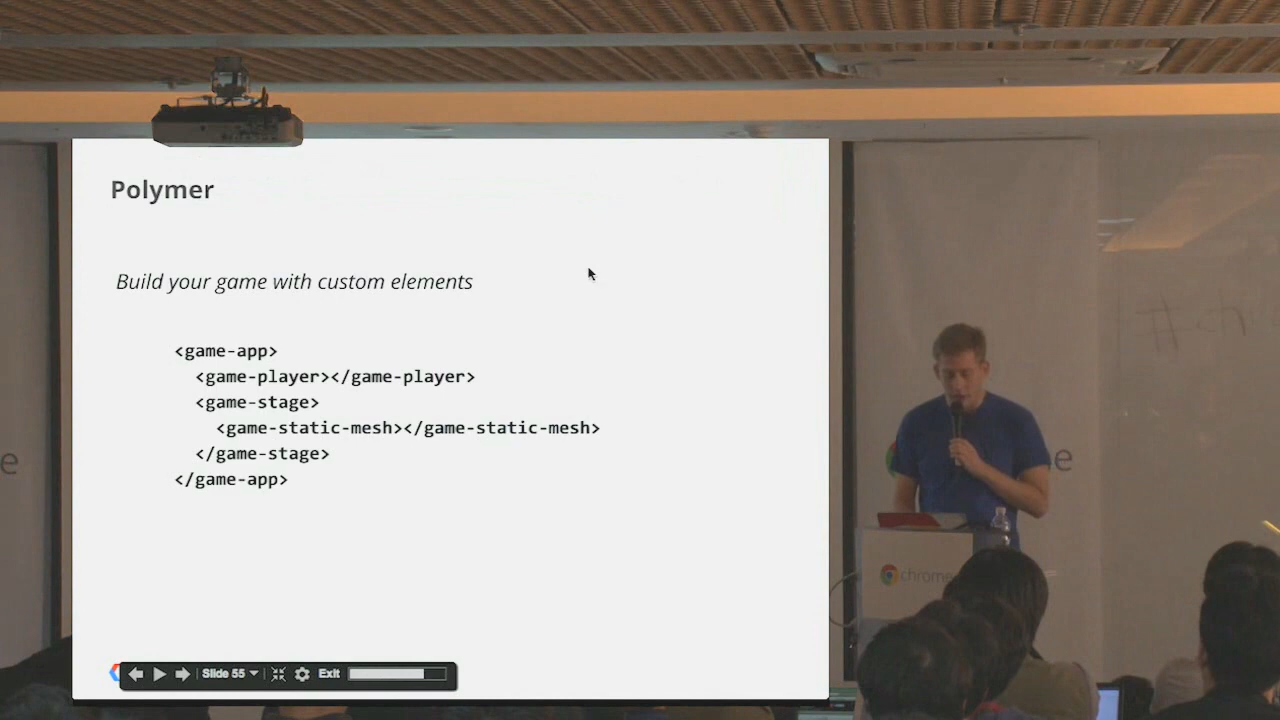 Polymer
Build your game with custom elements
<game-app>
<game-player></game-player>
<game-stage>
<game-static-mesh></game-static-mesh>
</game-stage>
</game-app>
Slide 55
Exit
chrome
e
e
#ch